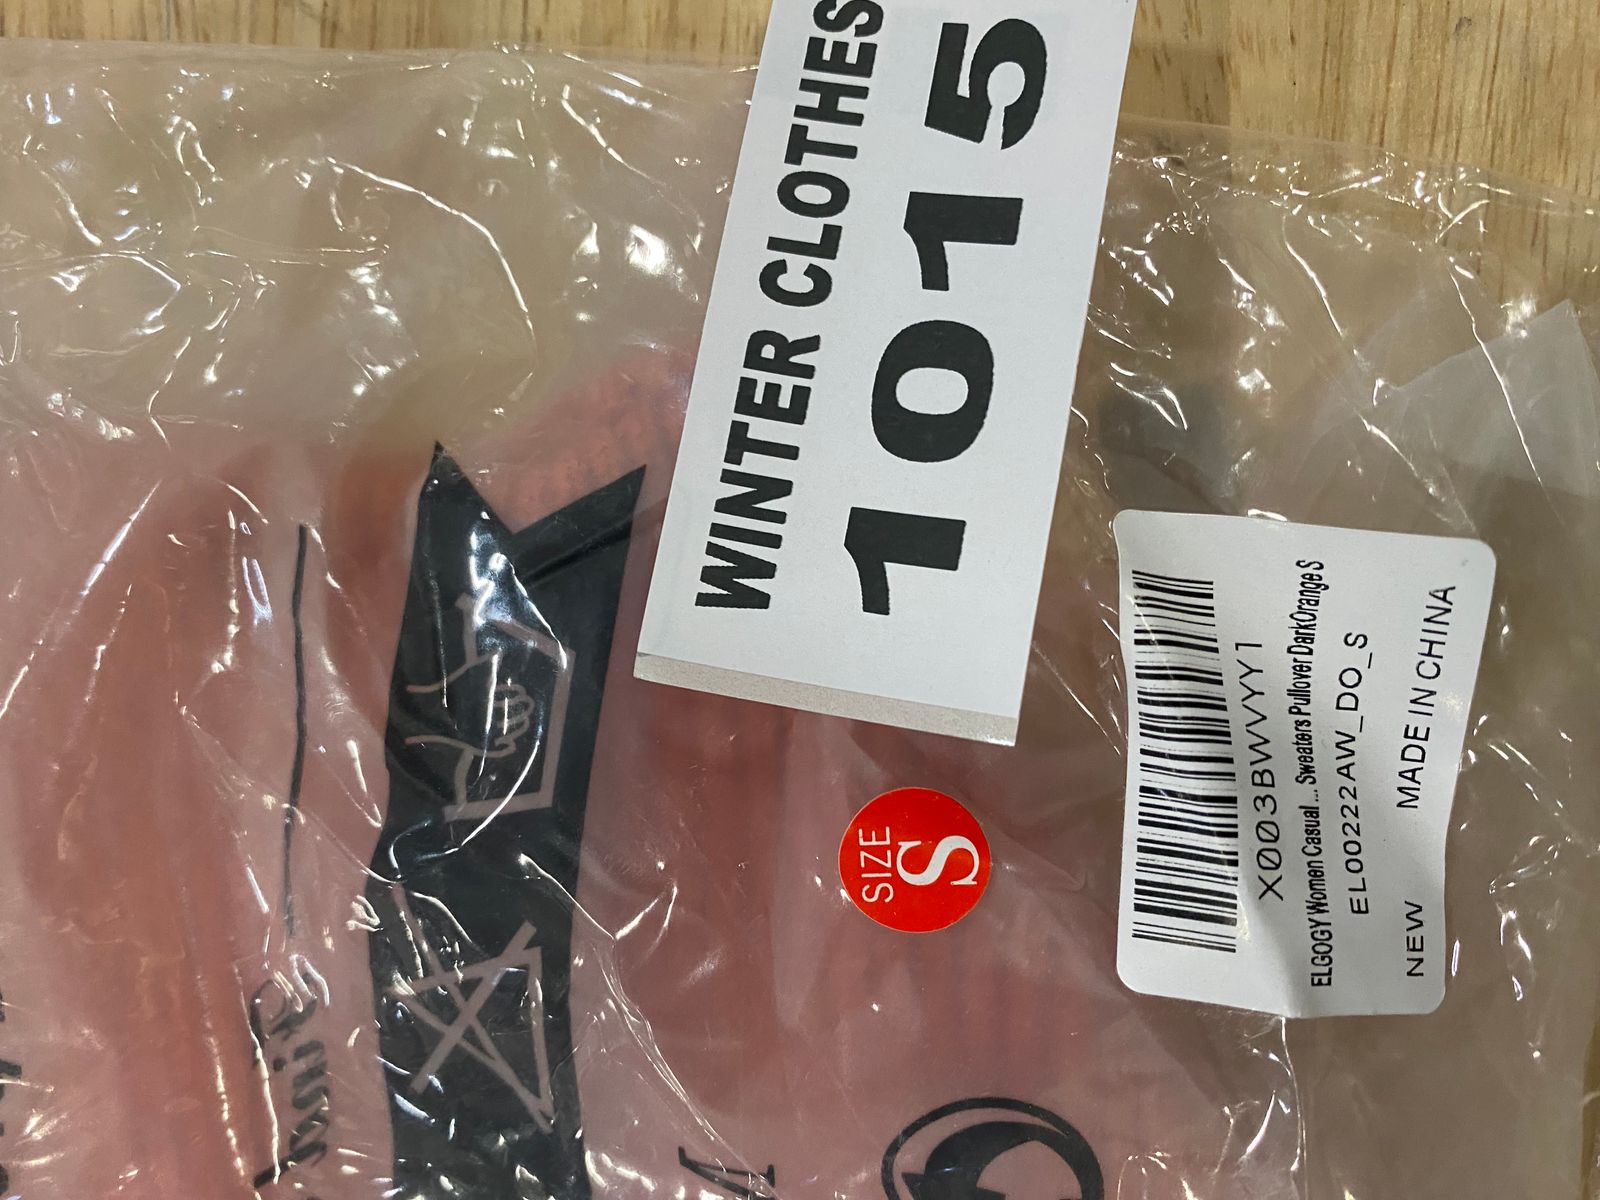 WINTER CLOTHES
1015
SIZE
S
X003BWVYY1
ELGOGY Women Casual ... Sweaters Pullover DarkOrange S
EL00222AW_DO_S
NEW MADE IN CHINA